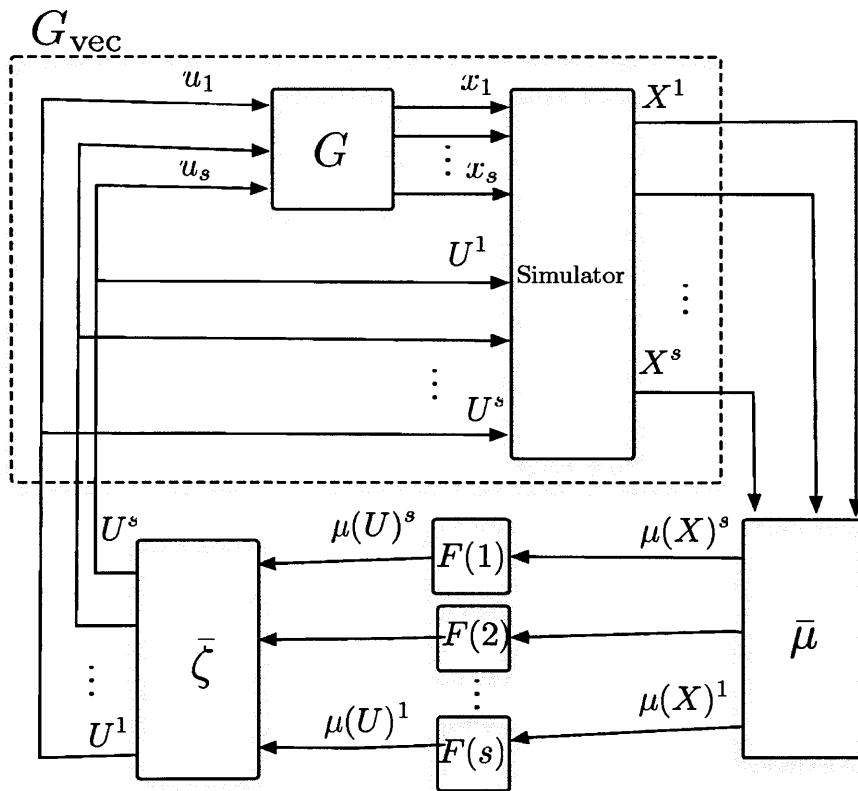 G_vec
u_1
x_1
X^1
G
⋮
u_s
x_s
U^1
Simulator
⋮
⋮
X^s
U^s
U^s
μ(U)^s
F(1)
μ(X)^s
ζ̄
F(2)
μ̄
⋮
⋮
U^1
μ(U)^1
F(s)
μ(X)^1